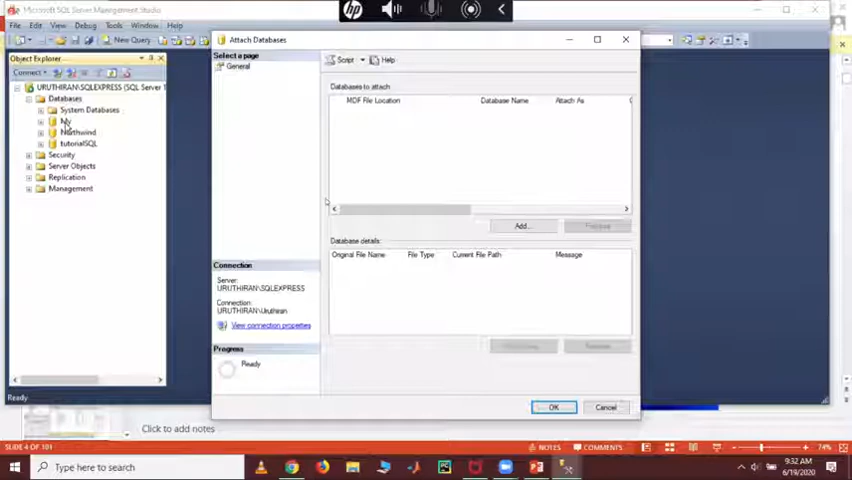 Microsoft SQL Server Management Studio
File Edit View Debug Tools Window Help
New Query
Object Explorer
Connect
URUTHIRAN\SQLEXPRESS (SQL Server 1
Databases
System Databases
My
Northwind
tutorialSQL
Security
Server Objects
Replication
Management
Ready
Attach Databases
Select a page
General
Script Help
Databases to attach
MDF File Location Database Name Attach As
Add...
Database details:
Original File Name File Type Current File Path Message
Connection
Server:
URUTHIRAN\SQLEXPRESS
Connection:
URUTHIRAN\Uruthiran
View connection properties
Progress
Ready
OK Cancel
Click to add notes
SLIDE 4 OF 101
NOTES COMMENTS 74%
Type here to search
9:32 AM
6/19/2020